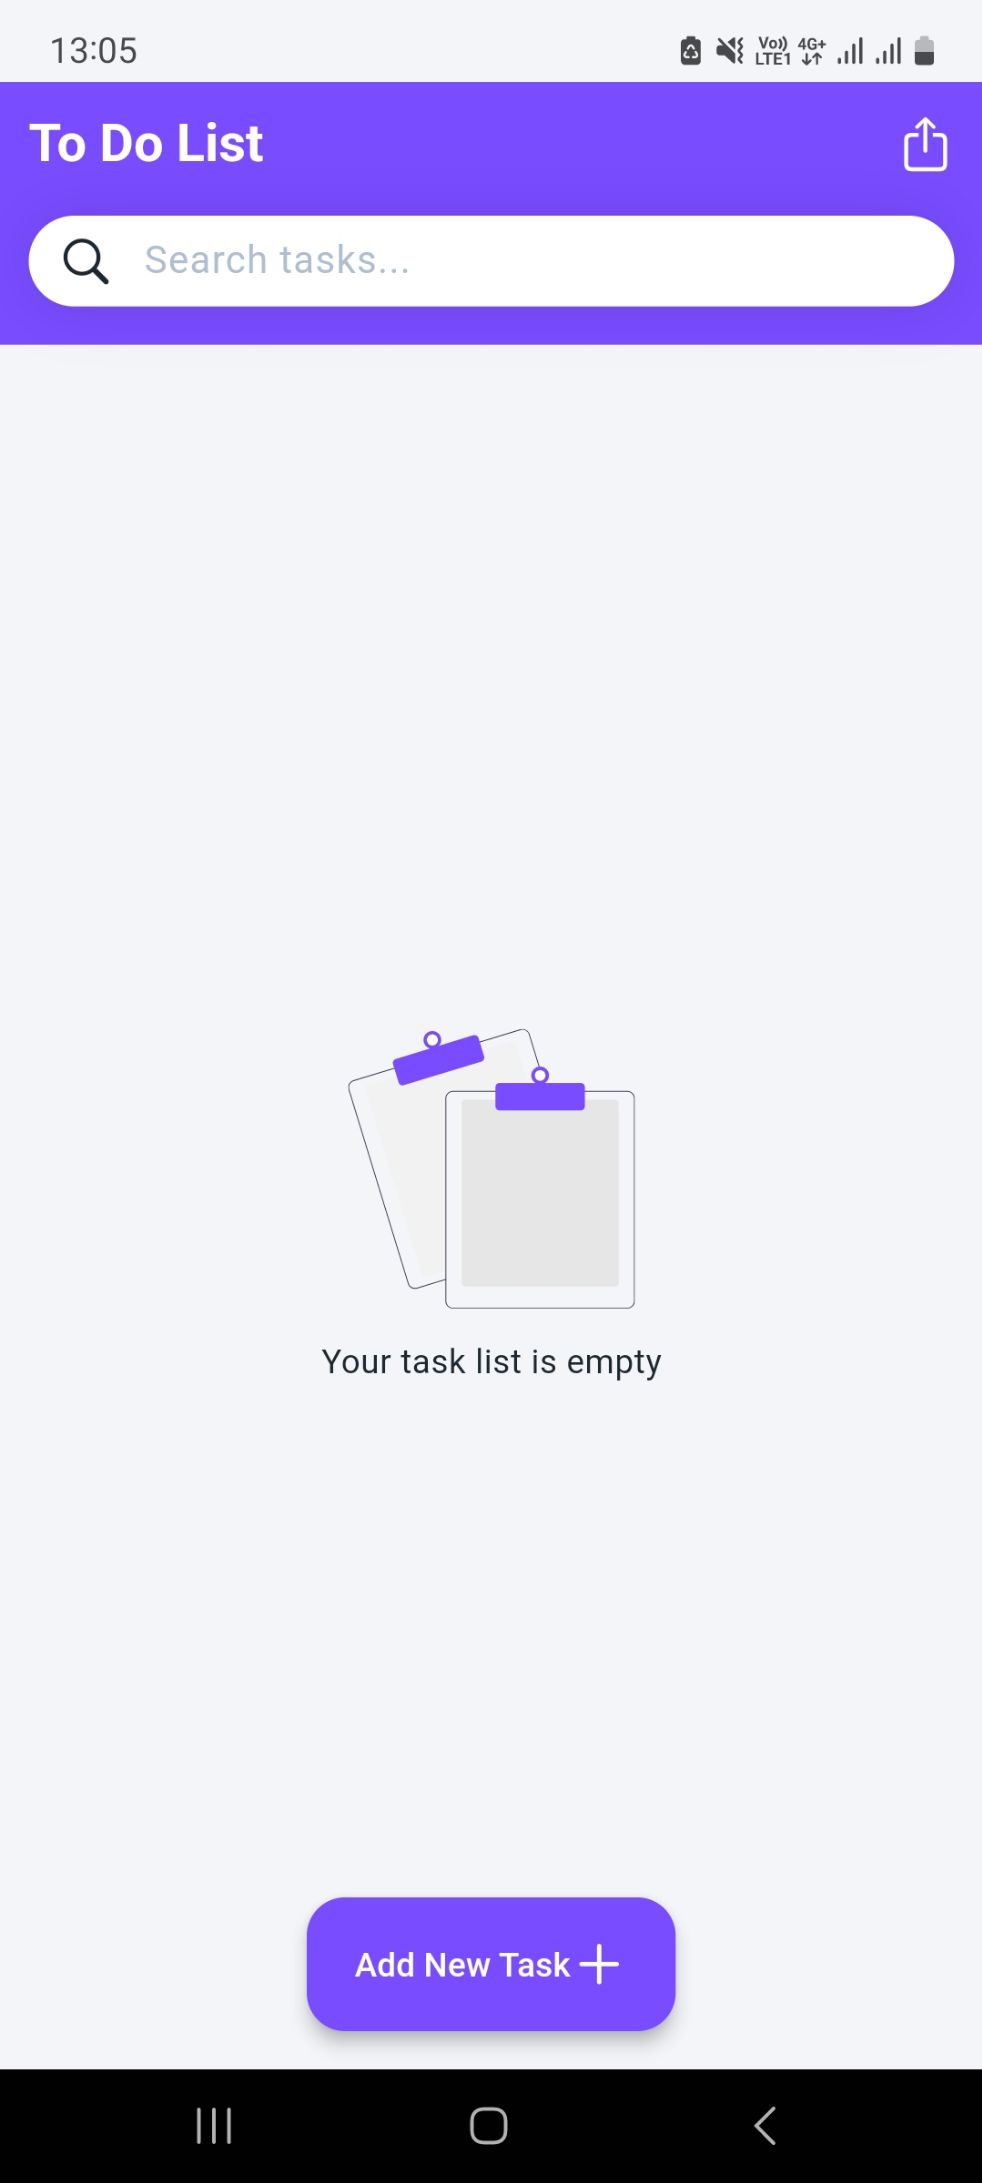 13:05
Vo)) 4G+
LTE1
To Do List
Search tasks...
Your task list is empty
Add New Task